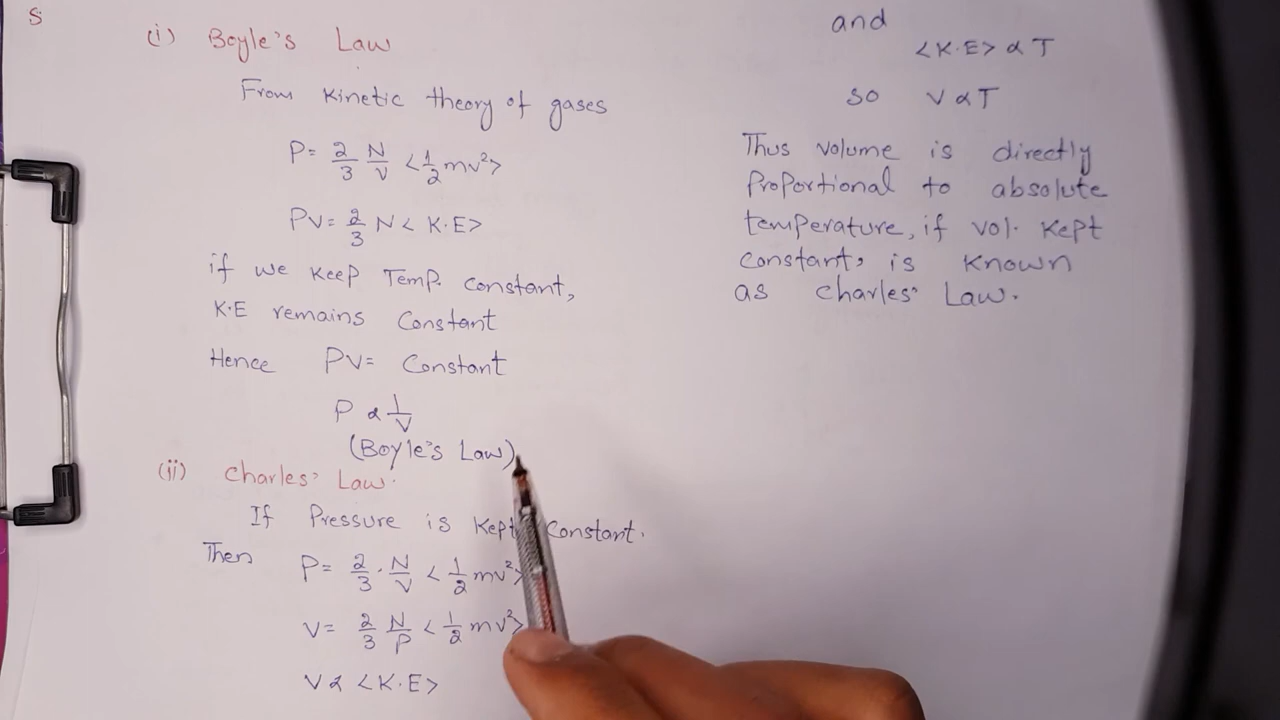 S
(i) Boyle's Law
From Kinetic theory of gases
P= 2/3 N/V <1/2 mv²>
PV= 2/3 N< K.E>
if we keep Temp. constant,
K.E remains constant
Hence PV= constant
P ∝ 1/V
(Boyle's Law)
(ii) Charles' Law.
If Pressure is kept constant.
Then P= 2/3 . N/V <1/2 mv²>
V= 2/3 N/P <1/2 mv²>
V ∝ <K.E>
and
<K.E> ∝ T
so V ∝ T
Thus volume is directly
Proportional to absolute
temperature, if vol. kept
constant, is known
as Charles' Law.